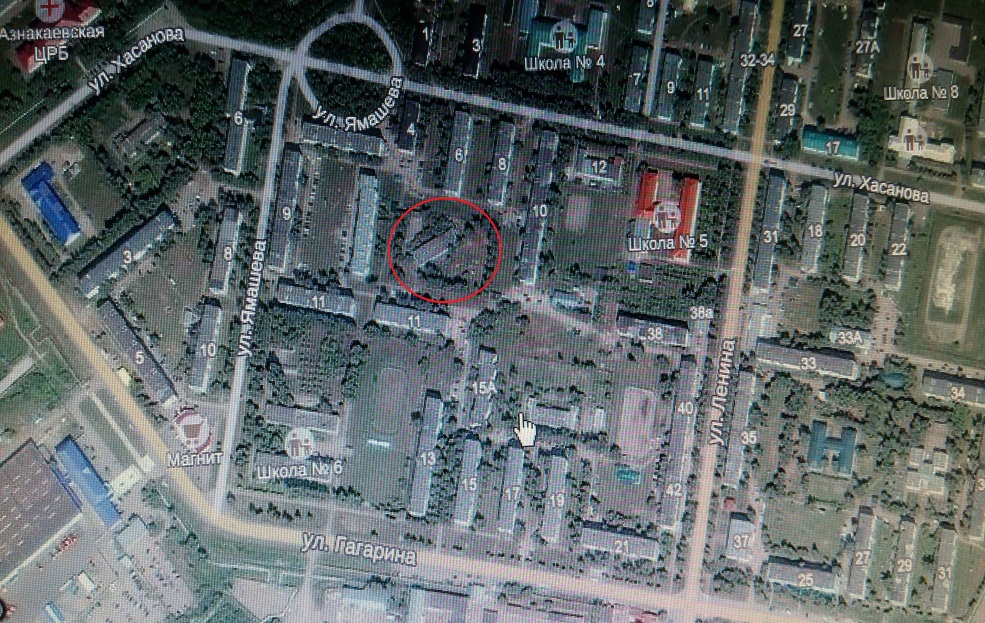 Азнакаевская
ЦРБ
ул. Хасанова
1
3
Школа № 4
8
7
9
11
32-34
27
27А
29
Школа № 8
17
ул. Хасанова
ул. Ямашева
4
6
6
8
12
10
Школа № 5
31
18
20
22
9
8
3
ул. Ямашева
11
11
38
38а
33А
33
34
5
10
15А
ул. Ленина
40
35
Магнит
Школа № 6
13
15
17
19
42
21
37
25
27
29
31
ул. Гагарина